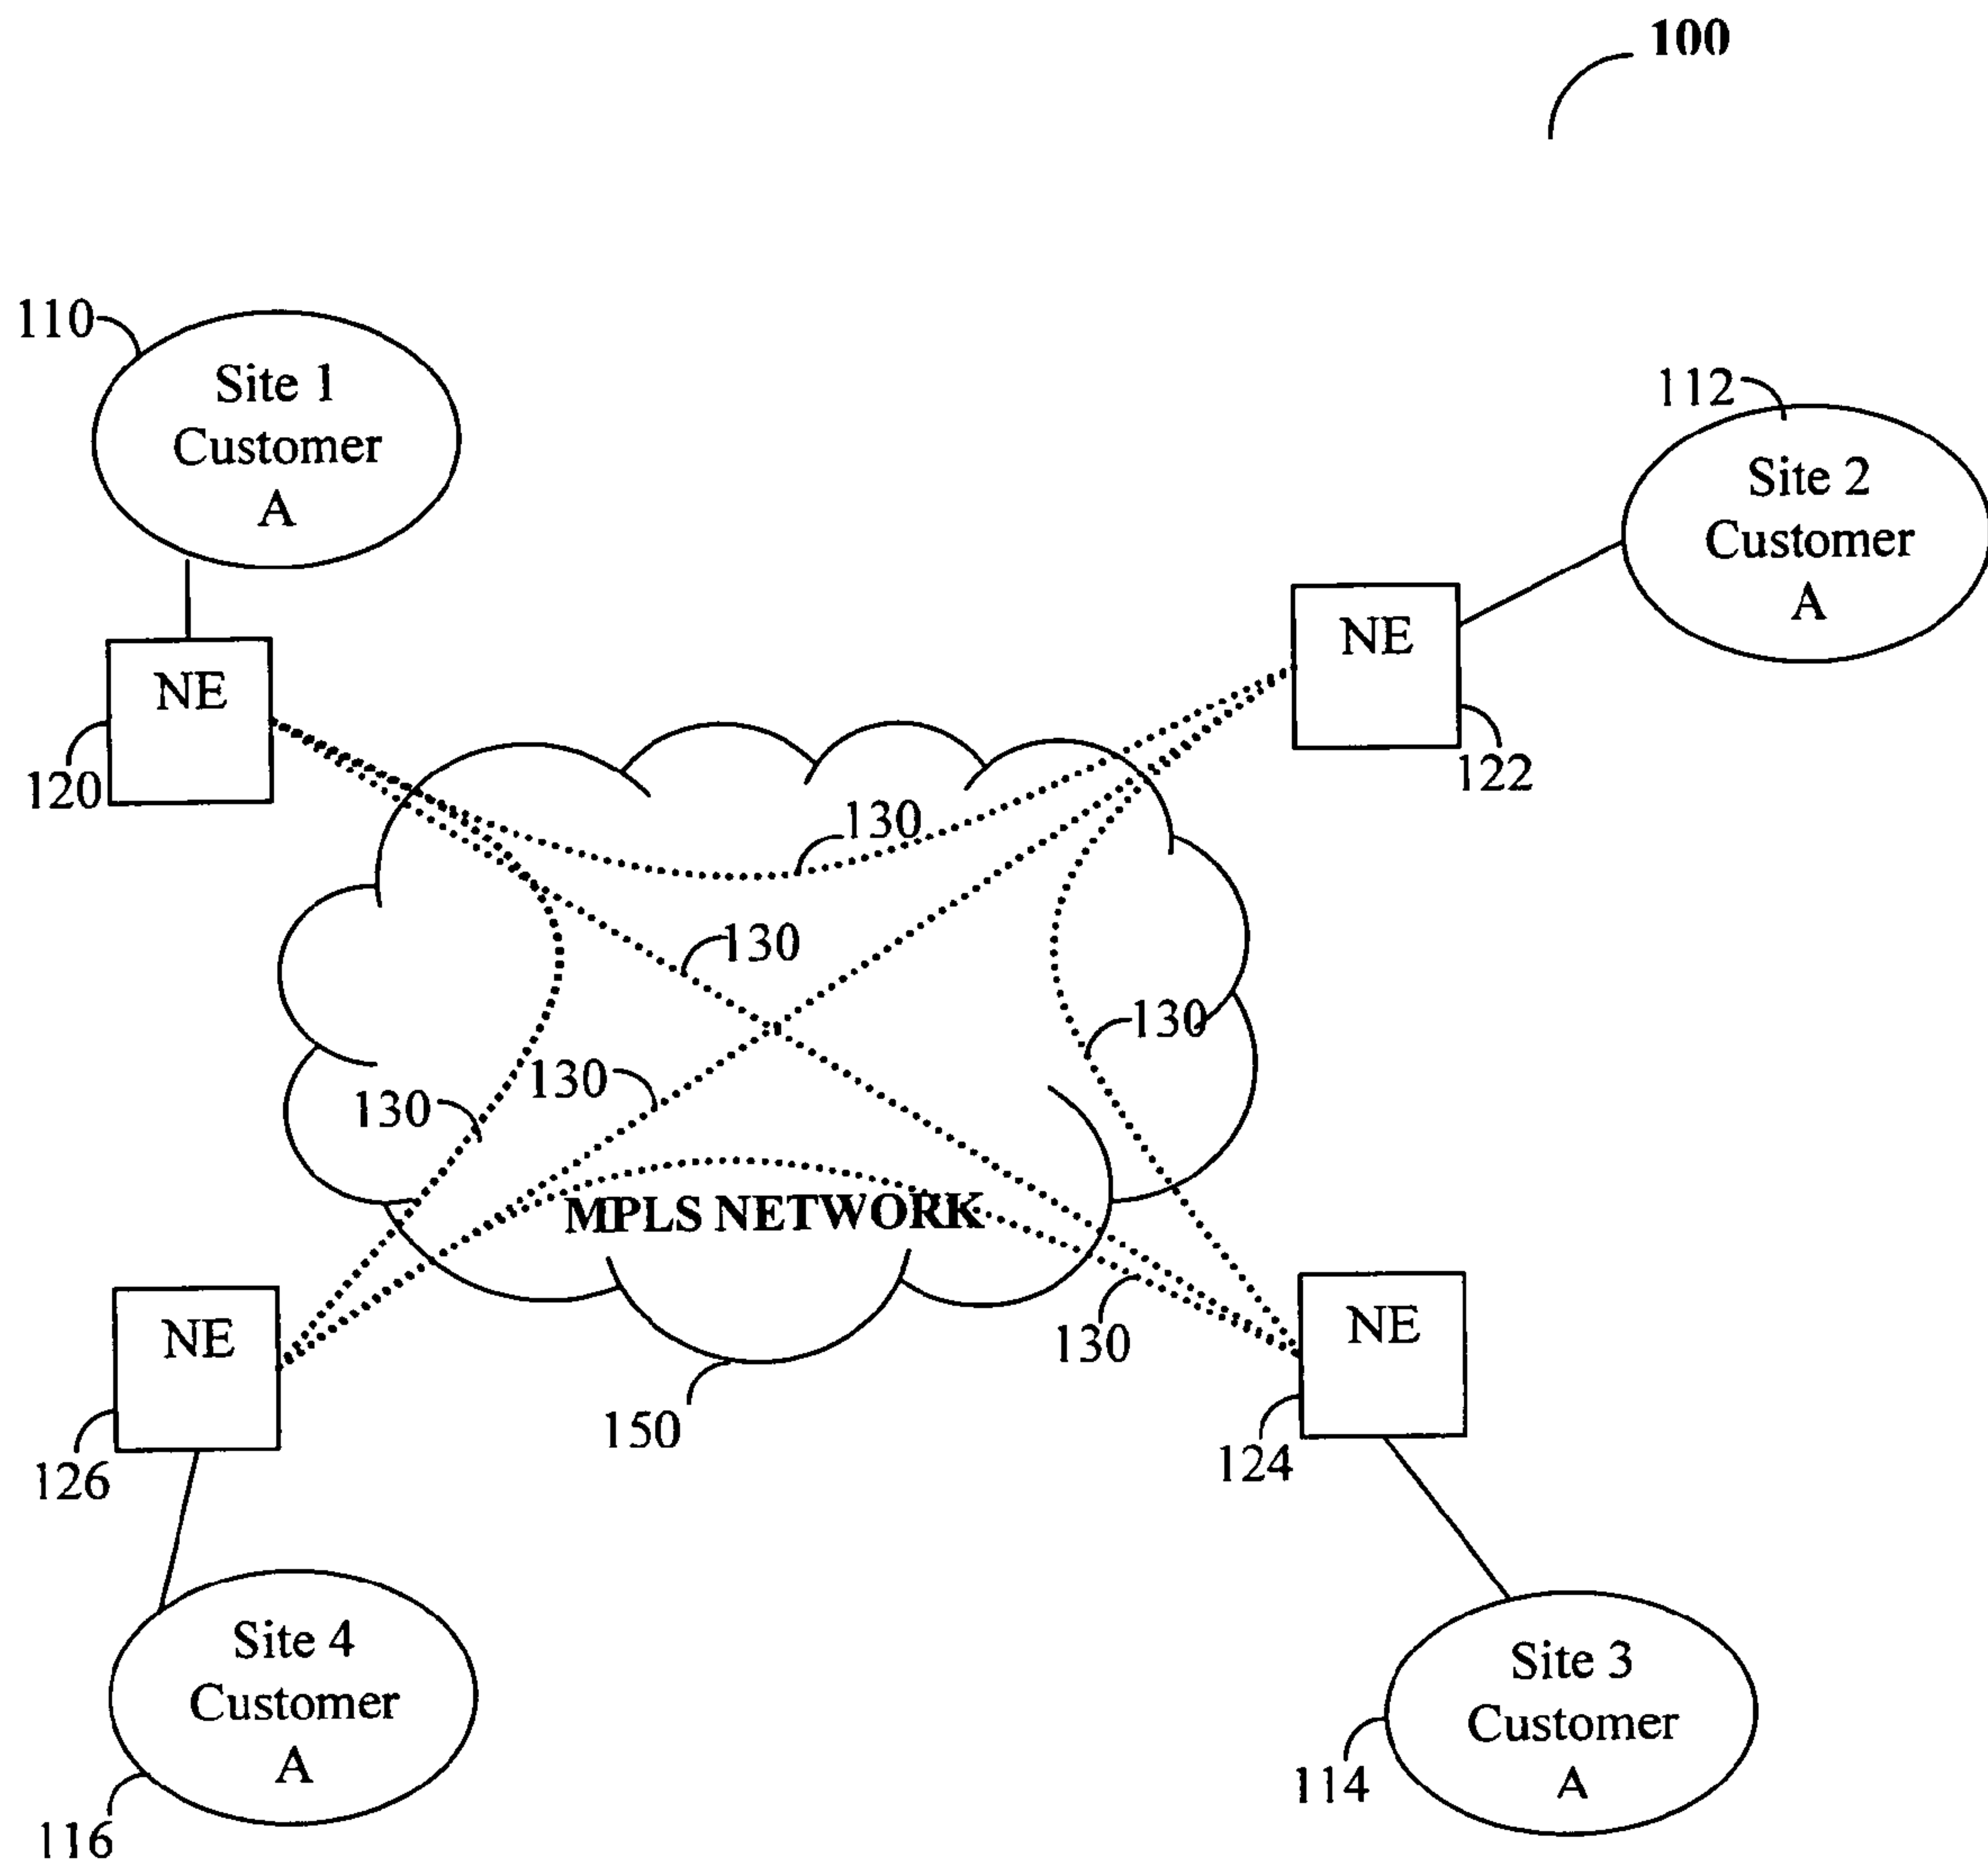 100
110
Site 1
Customer
A
112
Site 2
Customer
A
NE
120
NE
122
130
130
130
130
130
MPLS NETWORK
130
NE
126
150
NE
124
Site 4
Customer
A
116
Site 3
Customer
A
114